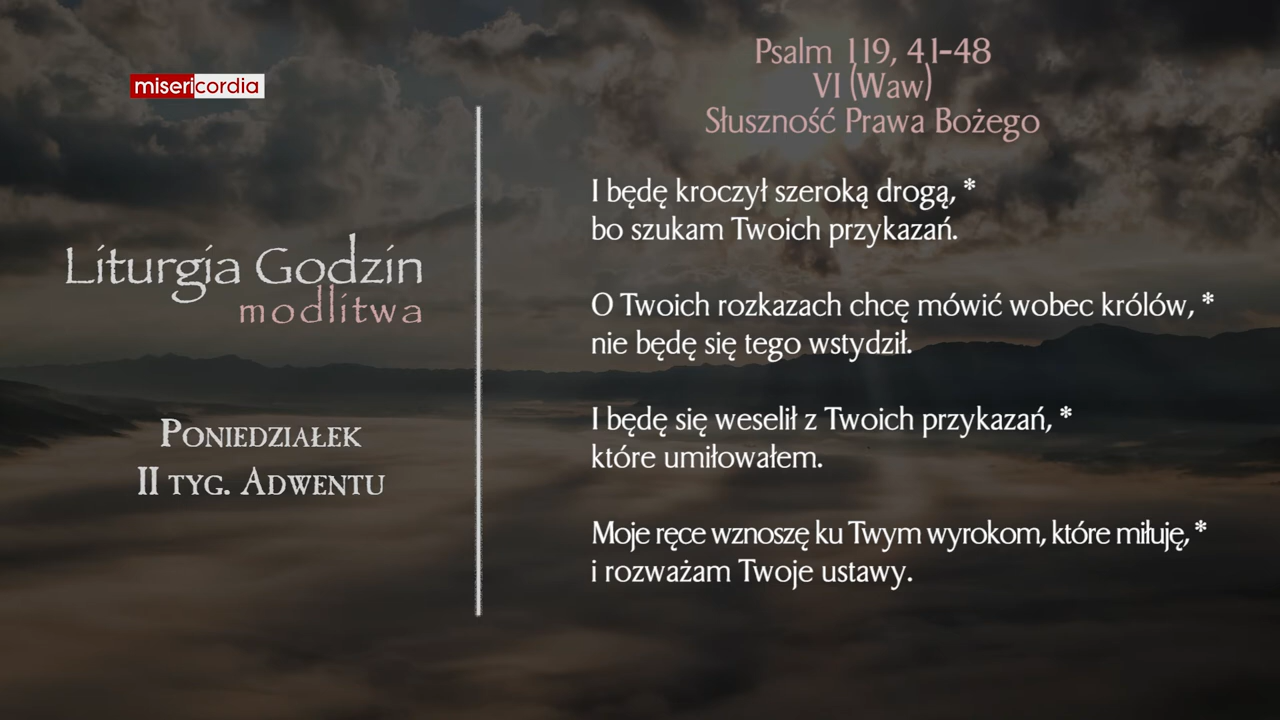 misericordia
Liturgia Godzin
modlitwa
Poniedziałek
II tyg. Adwentu
Psalm 119, 41-48
VI (Waw)
Słuszność Prawa Bożego
I będę kroczył szeroką drogą, *
bo szukam Twoich przykazań.
O Twoich rozkazach chcę mówić wobec królów, *
nie będę się tego wstydził.
I będę się weselił z Twoich przykazań, *
które umiłowałem.
Moje ręce wznoszę ku Twym wyrokom, które miłuję, *
i rozważam Twoje ustawy.